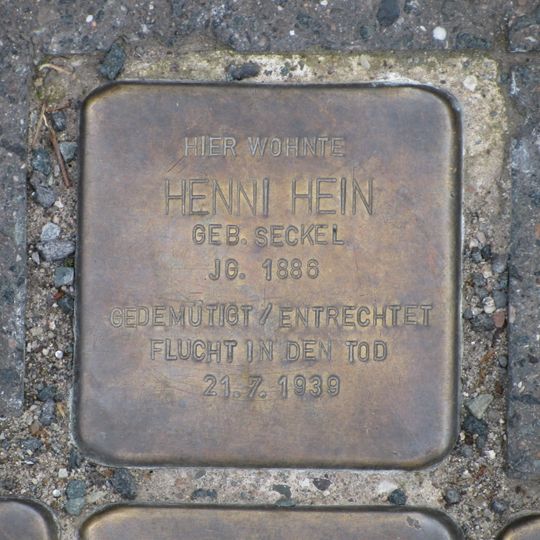 HIER WOHNTE
HENNI HEIN
GEB. SECKEL
JG. 1886
GEDEMÜTIGT / ENTRECHTET
FLUCHT IN DEN TOD
21.7.1939